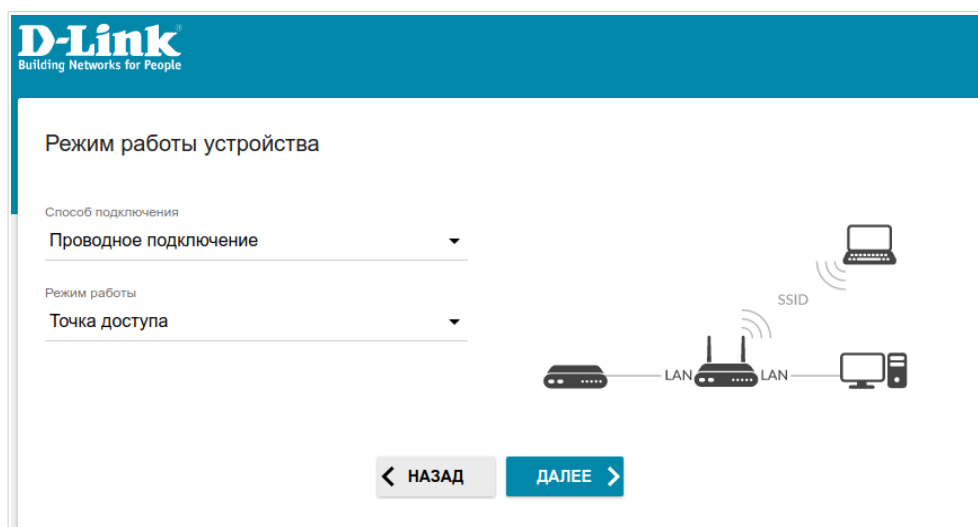 D-Link
Building Networks for People
Режим работы устройства
Способ подключения
Проводное подключение
Режим работы
Точка доступа
SSID
LAN
LAN
НАЗАД
ДАЛЕЕ